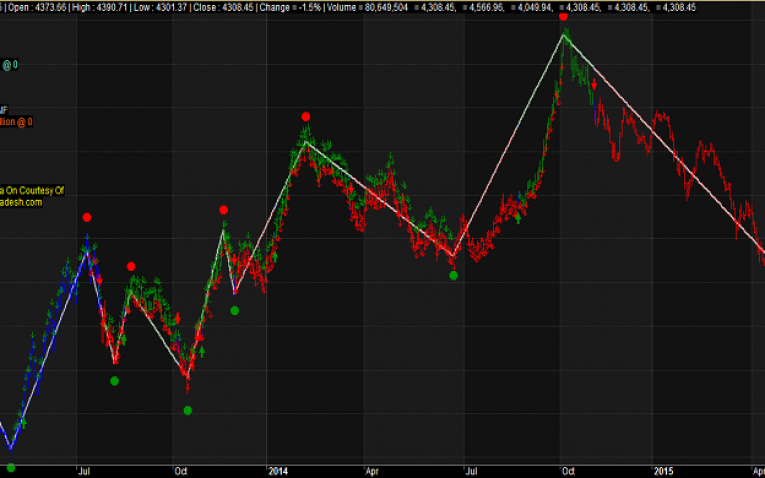 | Open : 4373.66 | High : 4390.71 | Low : 4301.37 | Close : 4308.45 | Change = -1.5% | Volume = 80,649,504 = 4,308.45, = 4,566.96, = 4,049.94, = 4,308.45, = 4,308.45, = 4,308.45
@ 0
NF
llion @ 0
a On Courtesy Of
adesh.com
Jul Oct 2014 Apr Jul Oct 2015 Apr